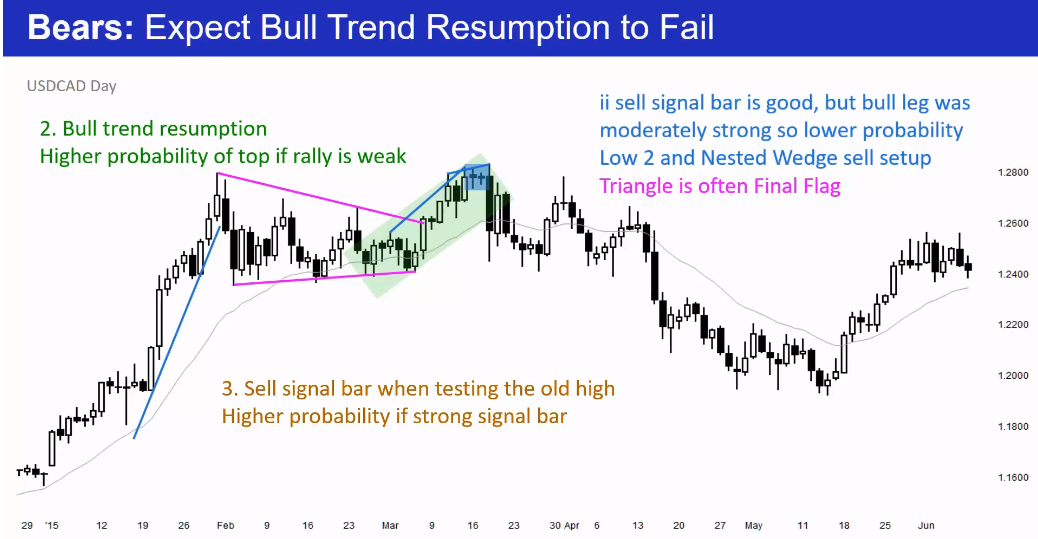 Bears: Expect Bull Trend Resumption to Fail
USDCAD Day
2. Bull trend resumption
Higher probability of top if rally is weak
ii sell signal bar is good, but bull leg was
moderately strong so lower probability
Low 2 and Nested Wedge sell setup
Triangle is often Final Flag
3. Sell signal bar when testing the old high
Higher probability if strong signal bar
1.2800
1.2600
1.2400
1.2200
1.2000
1.1800
1.1600
29 '15 12 19 26 Feb 9 16 23 Mar 9 16 23 30 Apr 6 13 20 27 May 11 18 25 Jun